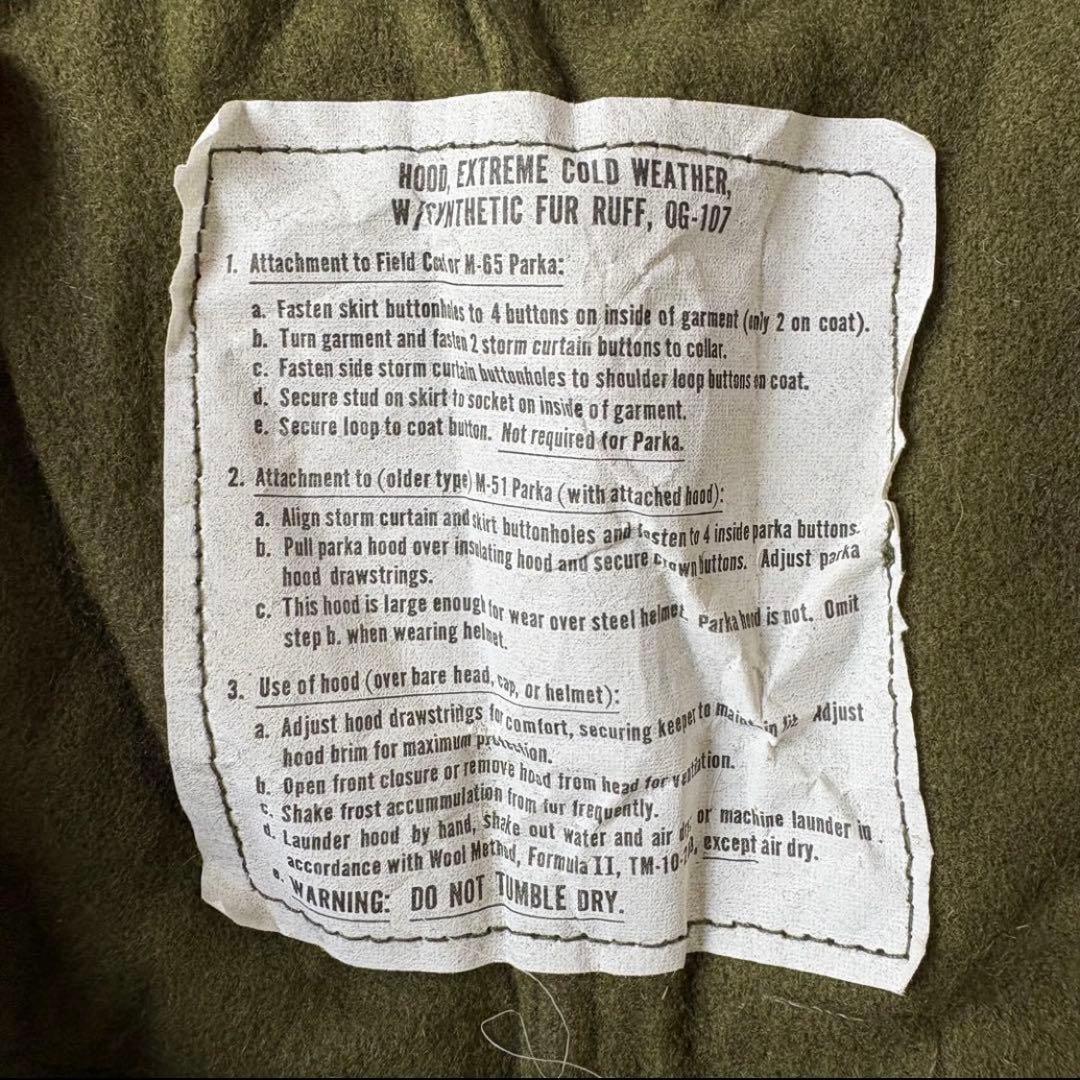 HOOD, EXTREME COLD WEATHER,
W/SYNTHETIC FUR RUFF, OG-107
1. Attachment to Field Coat or M-65 Parka:
a. Fasten skirt buttonholes to 4 buttons on inside of garment (only 2 on coat).
b. Turn garment and fasten 2 storm curtain buttons to collar.
c. Fasten side storm curtain buttonholes to shoulder loop buttons on coat.
d. Secure stud on skirt to socket on inside of garment.
e. Secure loop to coat button. Not required for Parka.
2. Attachment to (older type) M-51 Parka (with attached hood):
a. Align storm curtain and skirt buttonholes and fasten to 4 inside parka buttons.
b. Pull parka hood over insulating hood and secure crown buttons. Adjust parka
hood drawstrings.
c. This hood is large enough for wear over steel helmet. Parka hood is not. Omit
step b. when wearing helmet.
3. Use of hood (over bare head, cap, or helmet):
a. Adjust hood drawstrings for comfort, securing keeper to maintain fit. Adjust
hood brim for maximum protection.
b. Open front closure or remove hood from head for ventilation.
c. Shake frost accummulation from fur frequently.
d. Launder hood by hand, shake out water and air dry, or machine launder in
accordance with Wool Method, Formula II, except air dry.
e. WARNING: DO NOT TUMBLE DRY.